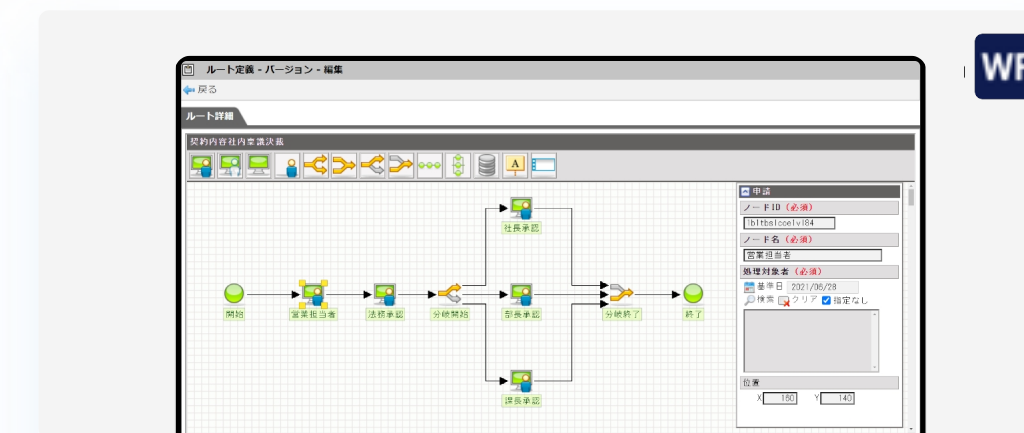 ルート定義 - バージョン - 編集
戻る
ルート詳細
契約内容社内稟議決裁
A
申請
ノードID (必須)
ノード名 (必須)
営業担当者
処理対象者 (必須)
基準日 2021/06/28
検索 クリア 指定なし
位置
X 160 Y 140
社長承認
開始
営業担当者
法務承認
分岐開始
部長承認
分岐終了
終了
課長承認